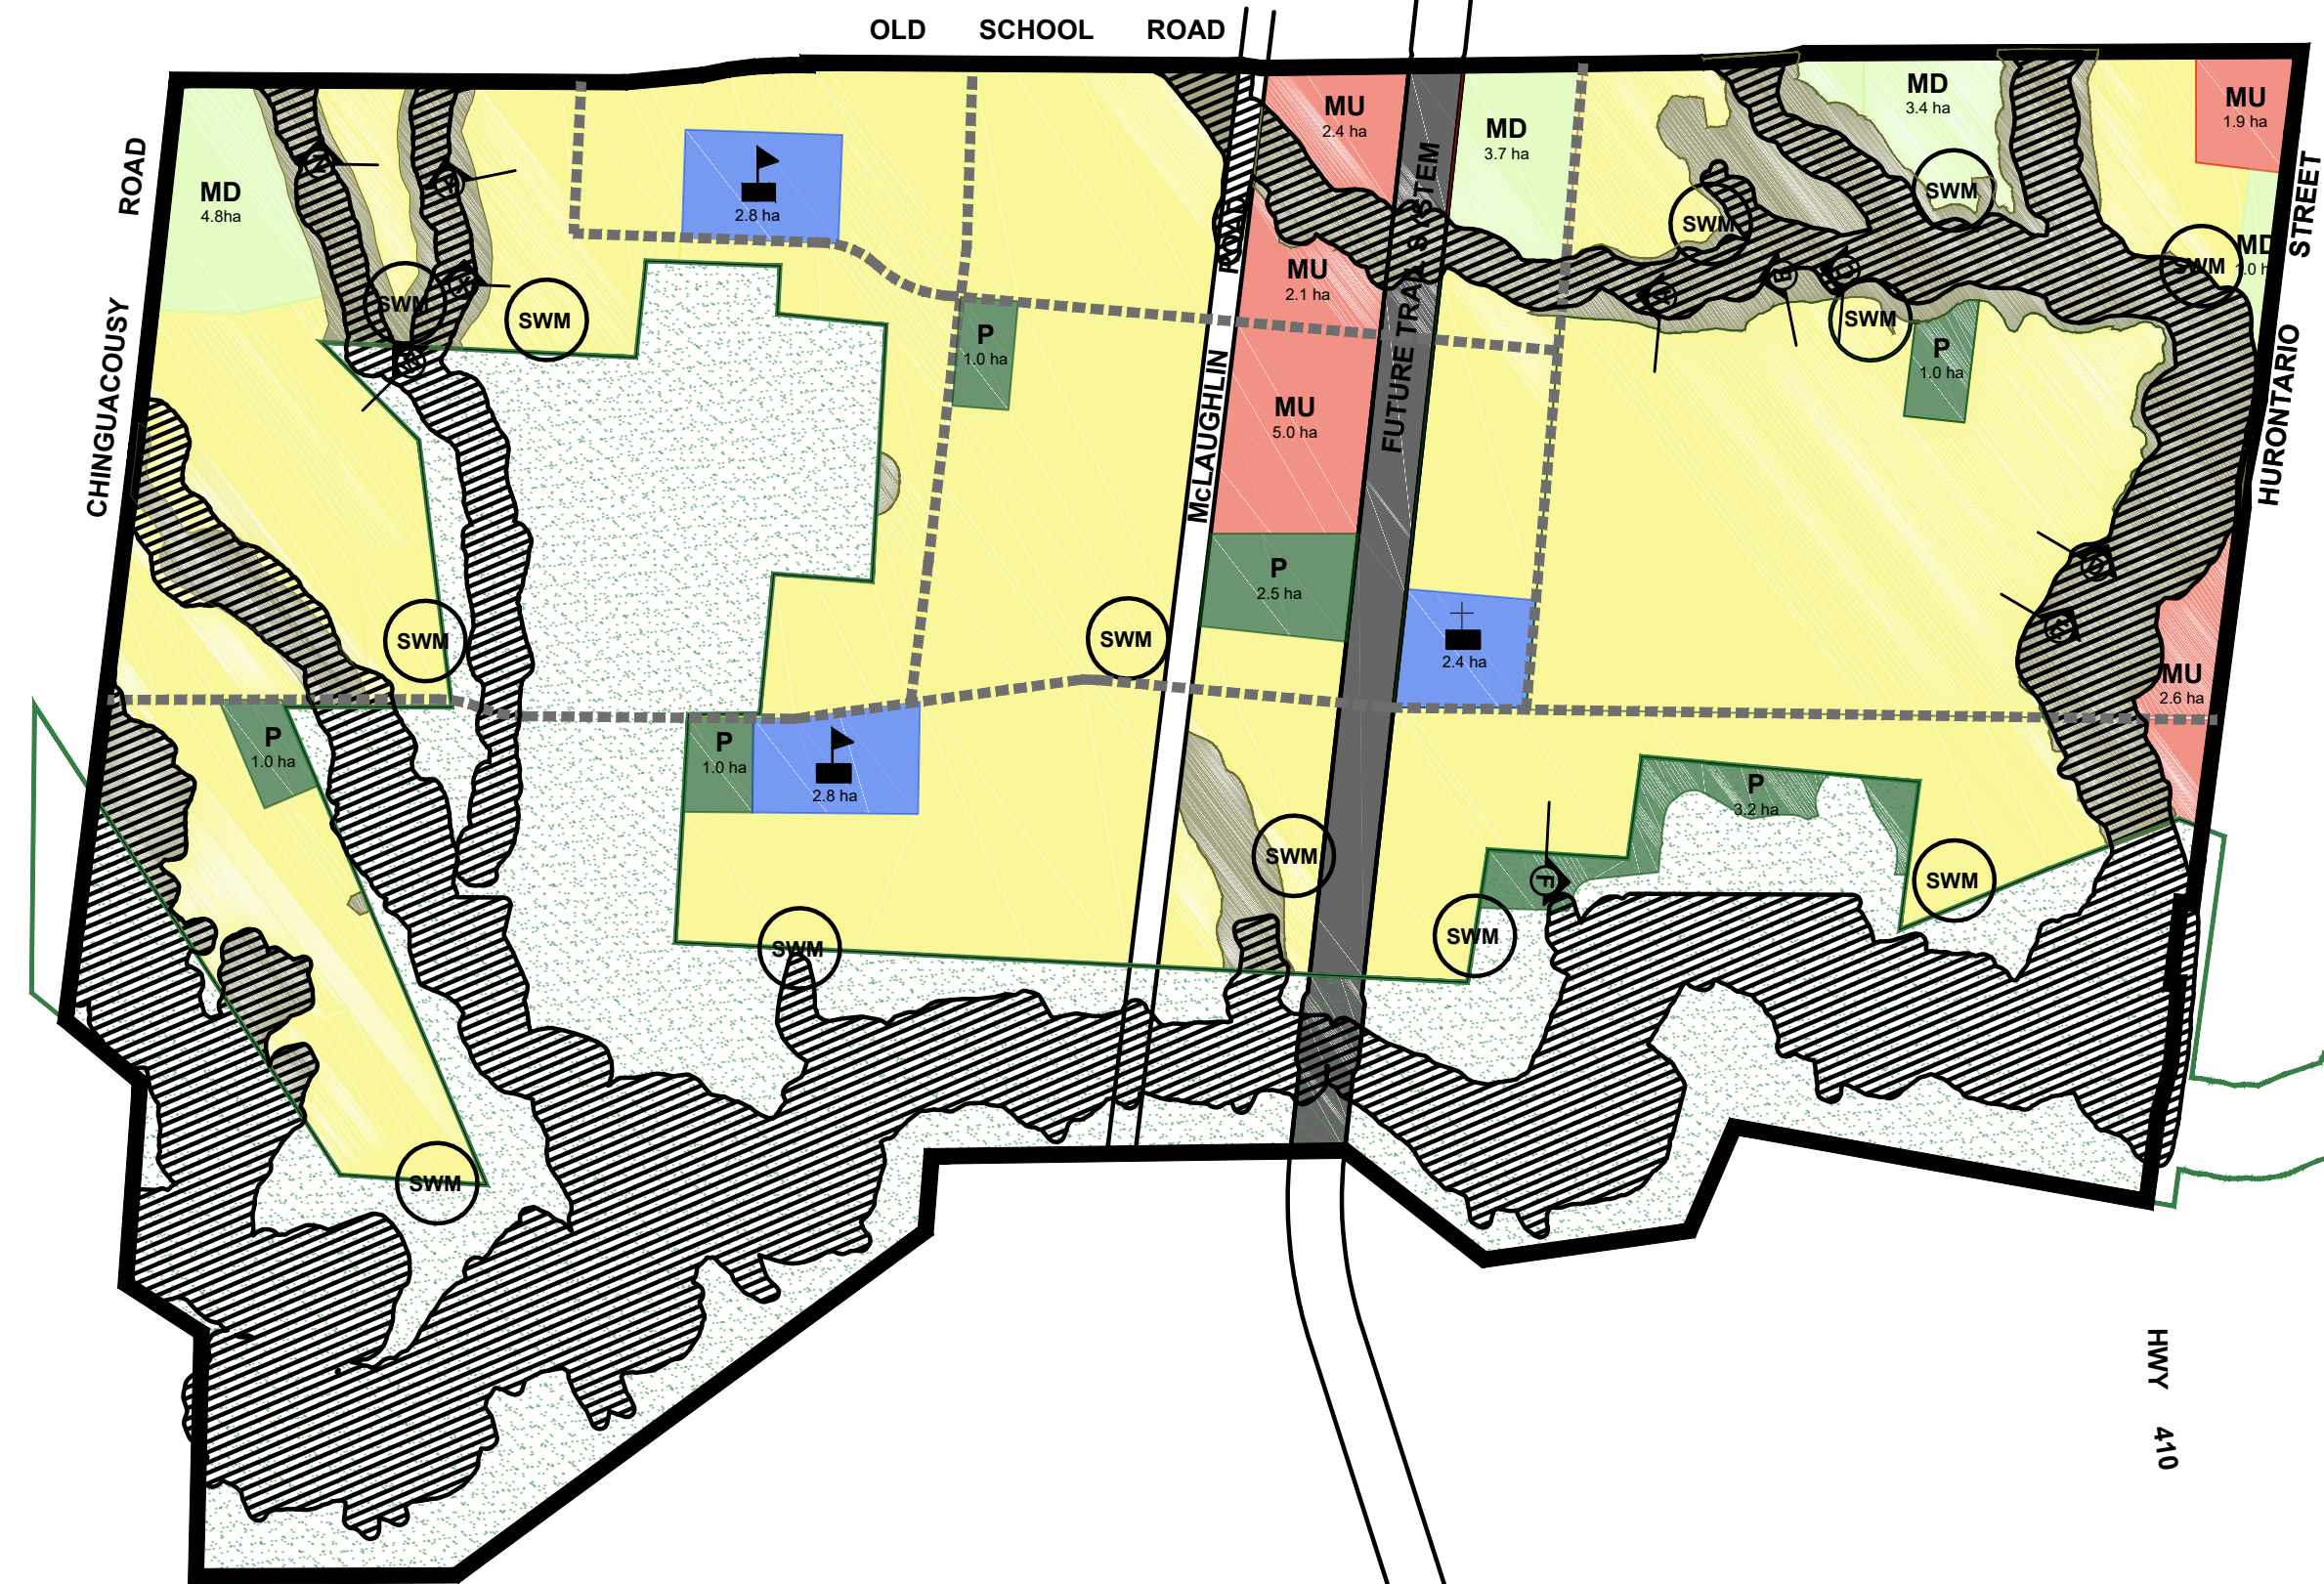 OLD SCHOOL ROAD
ROAD
CHINGUACOUSY
MD
4.8ha
SWM
SWM
2.8 ha
P
1.0 ha
ROAD
McLAUGHLIN
MU
2.4 ha
MU
2.1 ha
MU
5.0 ha
P
2.5 ha
FUTURE TRAIL SYSTEM
MD
3.7 ha
MD
3.4 ha
MU
1.9 ha
SWM
SWM
SWM
SWM
MD
1.0 h
P
1.0 ha
STREET
HURONTARIO
SWM
SWM
2.4 ha
MU
2.6 ha
P
1.0 ha
P
1.0 ha
2.8 ha
P
3.2 ha
SWM
F
SWM
SWM
SWM
SWM
HWY 410